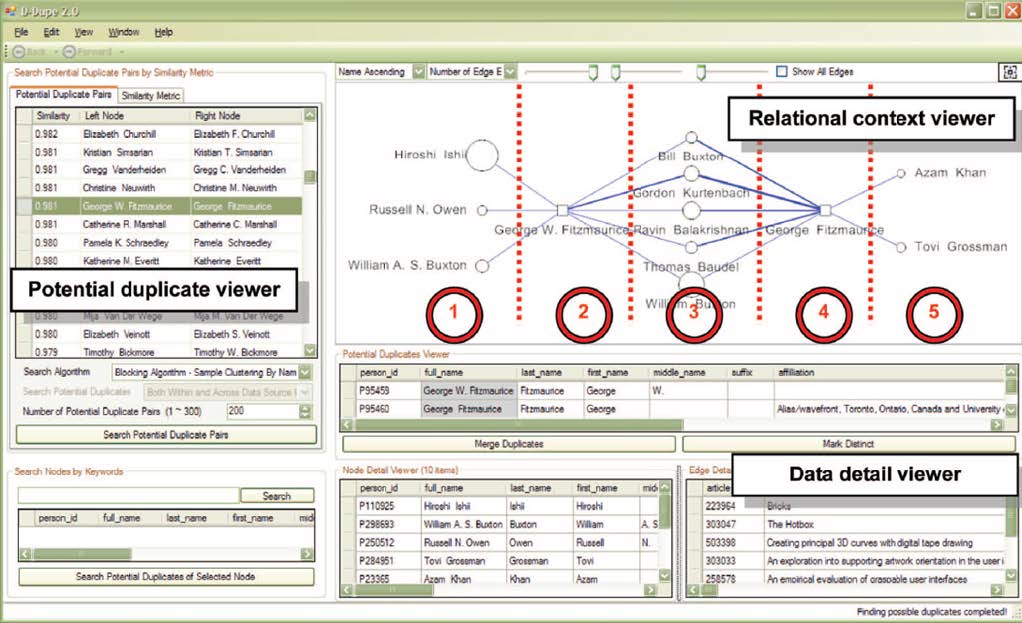 D-Dupe 2.0
File Edit View Window Help
Back Forward
Search Potential Duplicate Pairs by Similarity Metric
Potential Duplicate Pairs Similarity Metric
Similarity Left Node Right Node
0.982 Elizabeth Churchill Elizabeth F. Churchill
0.981 Kristian Simsarian Kristian T. Simsarian
0.981 Gregg Vanderheiden Gregg C. Vanderheiden
0.981 Christine Neuwirth Christine M. Neuwirth
0.981 George W. Fitzmaurice George Fitzmaurice
0.981 Catherine R. Marshall Catherine C. Marshall
0.980 Pamela K. Schraedley Pamela Schraedley
0.980 Katherine M. Everitt Katherine Everitt
Potential duplicate viewer
0.980 Mija Van Der Wege Mija M. Van Der Wege
0.980 Elizabeth Veinott Elizabeth S. Veinott
0.979 Timothy Bickmore Timothy W. Bickmore
Search Algorithm Blocking Algorithm - Sample Clustering By Nam
Search Potential Duplicates Both Within and Across Data Source
Number of Potential Duplicate Pairs (1 ~ 300) 200
Search Potential Duplicate Pairs
Search Nodes by Keywords
Search
person_id full_name last_name first_name mid
Search Potential Duplicates of Selected Node
Name Ascending Number of Edge E Show All Edges
Relational context viewer
Hiroshi Ishii
Russell N. Owen
William A. S. Buxton
George W. Fitzmaurice
Bill Buxton
Gordon Kurtenbach
Ravin Balakrishnan
Thomas Baudel
William Buxton
George Fitzmaurice
Azam Khan
Tovi Grossman
1 2 3 4 5
Potential Duplicates Viewer
person_id full_name last_name first_name middle_name suffix affiliation
P95459 George W. Fitzmaurice Fitzmaurice George W.
P95460 George Fitzmaurice Fitzmaurice George Alias/wavefront, Toronto, Ontario, Canada and University
Merge Duplicates Mark Distinct
Node Detail Viewer (10 items)
person_id full_name last_name first_name mid
P110925 Hiroshi Ishii Ishii Hiroshi
P298693 William A. S. Buxton Buxton William A. S
P250512 Russell N. Owen Owen Russell N.
P284951 Tovi Grossman Grossman Tovi
P23365 Azam Khan Khan Azam
Edge Deta
Data detail viewer
article
223964 Bricks
303047 The Hotbox
503398 Creating principal 3D curves with digital tape drawing
303033 An exploration into supporting artwork orientation in the user i
258578 An empirical evaluation of graspable user interfaces
Finding possible duplicates completed!